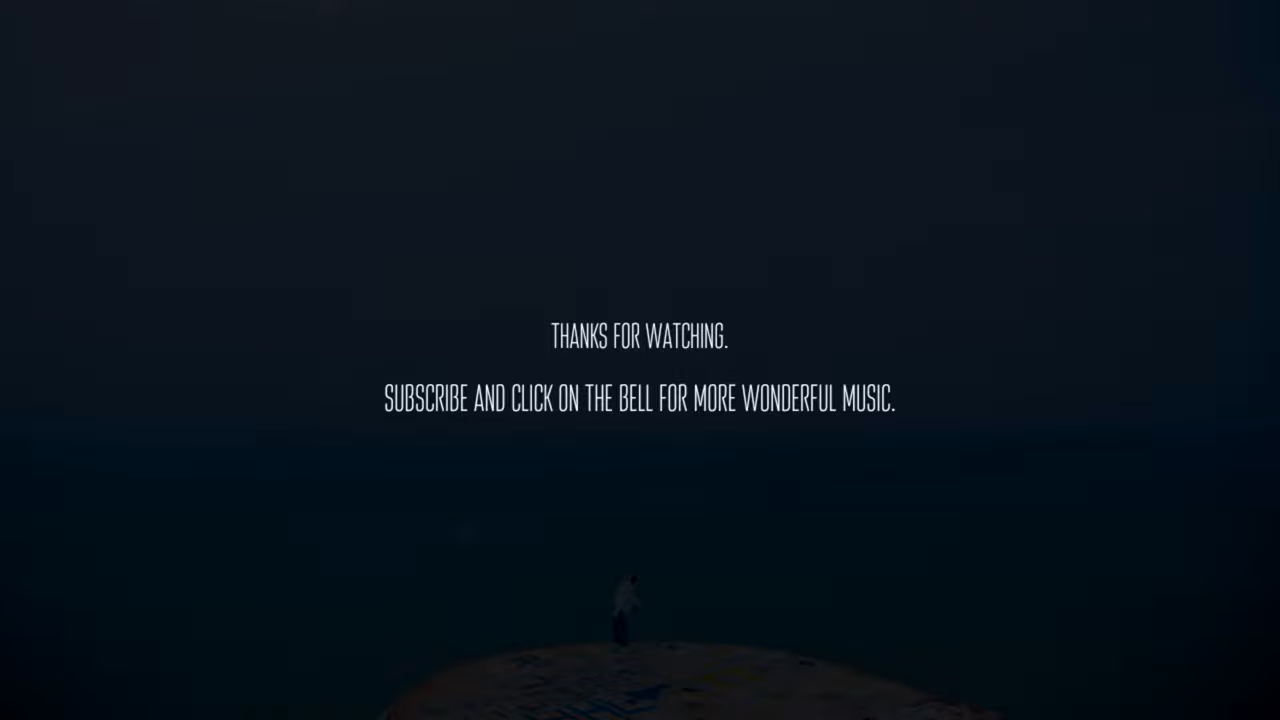 THANKS FOR WATCHING.
SUBSCRIBE AND CLICK ON THE BELL FOR MORE WONDERFUL MUSIC.